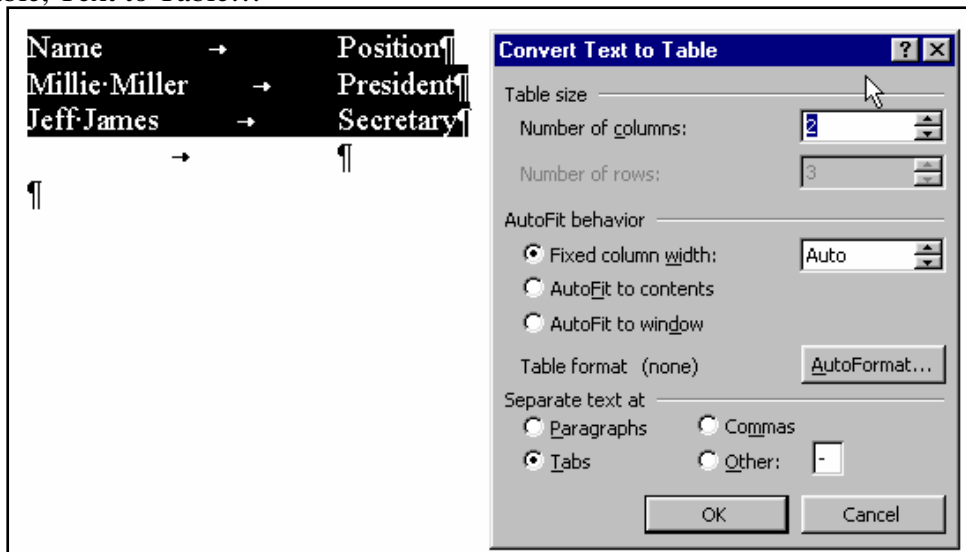 Name → Position¶
Millie·Miller → President¶
Jeff·James → Secretary¶
→ ¶
¶
Convert Text to Table
Table size
Number of columns: 2
Number of rows: 3
AutoFit behavior
Fixed column width: Auto
AutoFit to contents
AutoFit to window
Table format (none) AutoFormat...
Separate text at
Paragraphs Commas
Tabs Other: -
OK Cancel